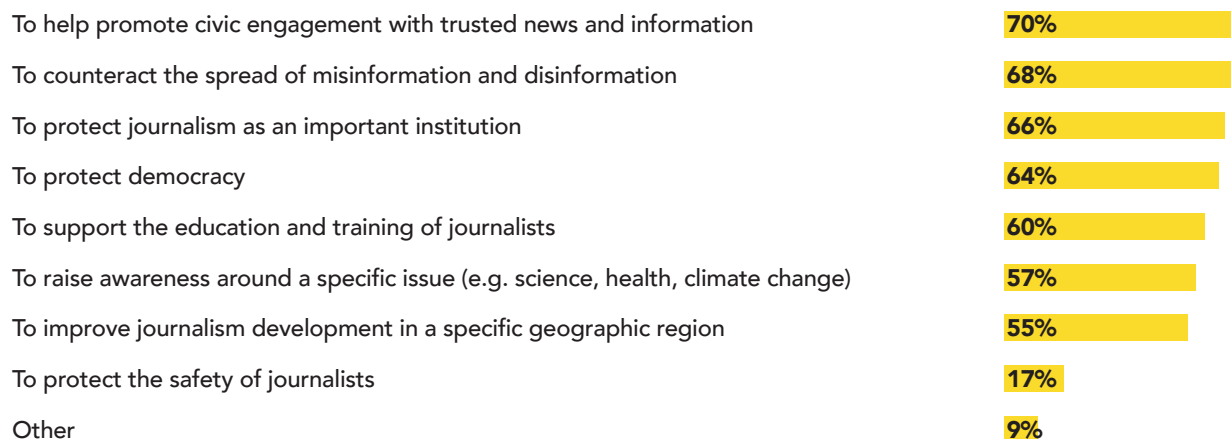 To help promote civic engagement with trusted news and information 70%
To counteract the spread of misinformation and disinformation 68%
To protect journalism as an important institution 66%
To protect democracy 64%
To support the education and training of journalists 60%
To raise awareness around a specific issue (e.g. science, health, climate change) 57%
To improve journalism development in a specific geographic region 55%
To protect the safety of journalists 17%
Other 9%